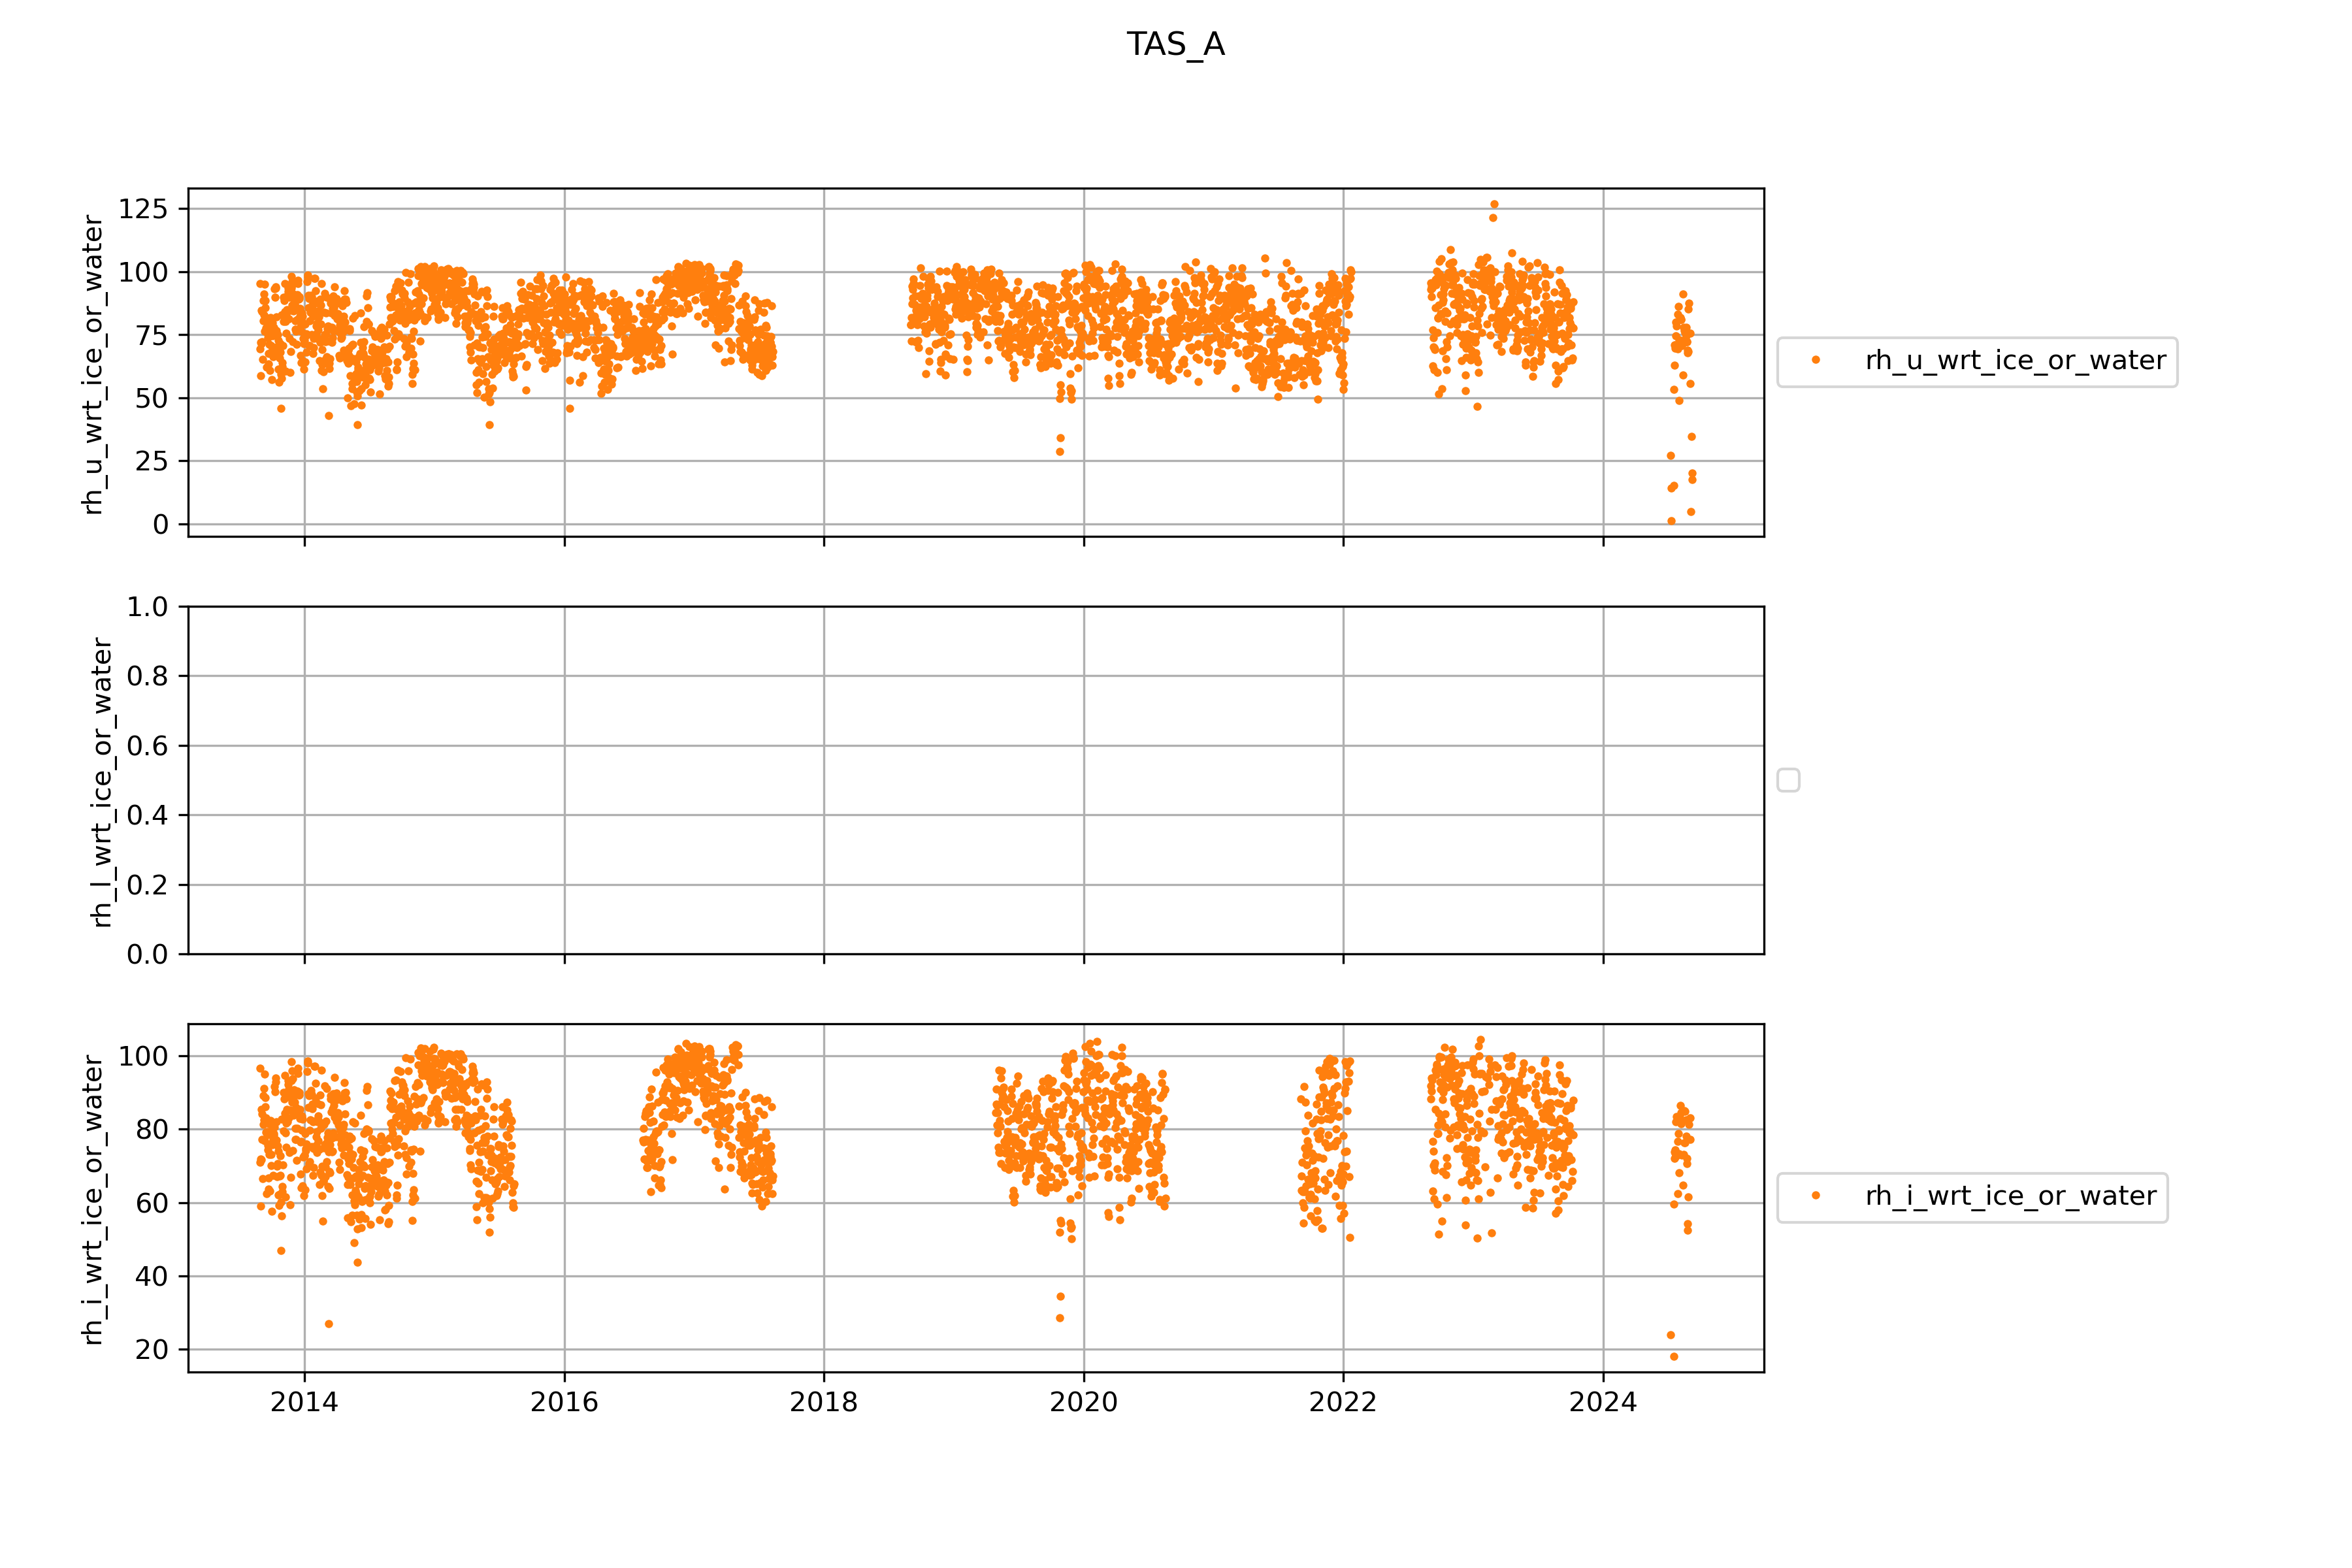 TAS_A
rh_u_wrt_ice_or_water
125
100
75
50
25
0
rh_u_wrt_ice_or_water
rh_l_wrt_ice_or_water
1.0
0.8
0.6
0.4
0.2
0.0
rh_i_wrt_ice_or_water
100
80
60
40
20
rh_i_wrt_ice_or_water
2014 2016 2018 2020 2022 2024